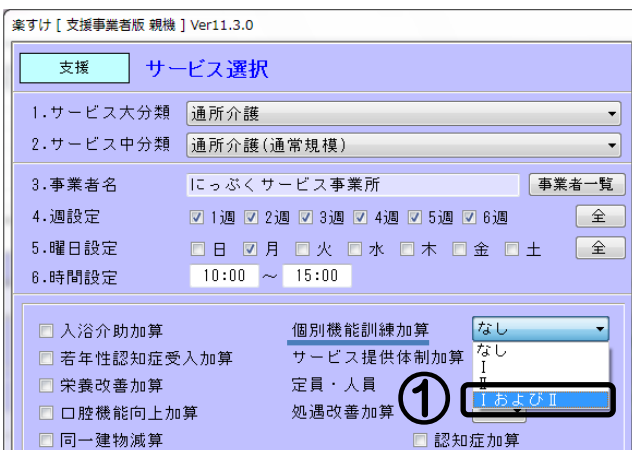 楽すけ [ 支援事業者版 親機 ] Ver11.3.0
支援 サービス選択
1.サービス大分類 通所介護
2.サービス中分類 通所介護(通常規模)
3.事業者名 にっぷくサービス事業所 事業者一覧
4.週設定 1週 2週 3週 4週 5週 6週 全
5.曜日設定 日 月 火 水 木 金 土 全
6.時間設定 10:00 ～ 15:00
入浴介助加算 個別機能訓練加算 なし
若年性認知症受入加算 サービス提供体制加算 なし
Ⅰ
栄養改善加算 定員・人員 Ⅱ
口腔機能向上加算 処遇改善加算 ① ⅠおよびⅡ
同一建物減算 認知症加算